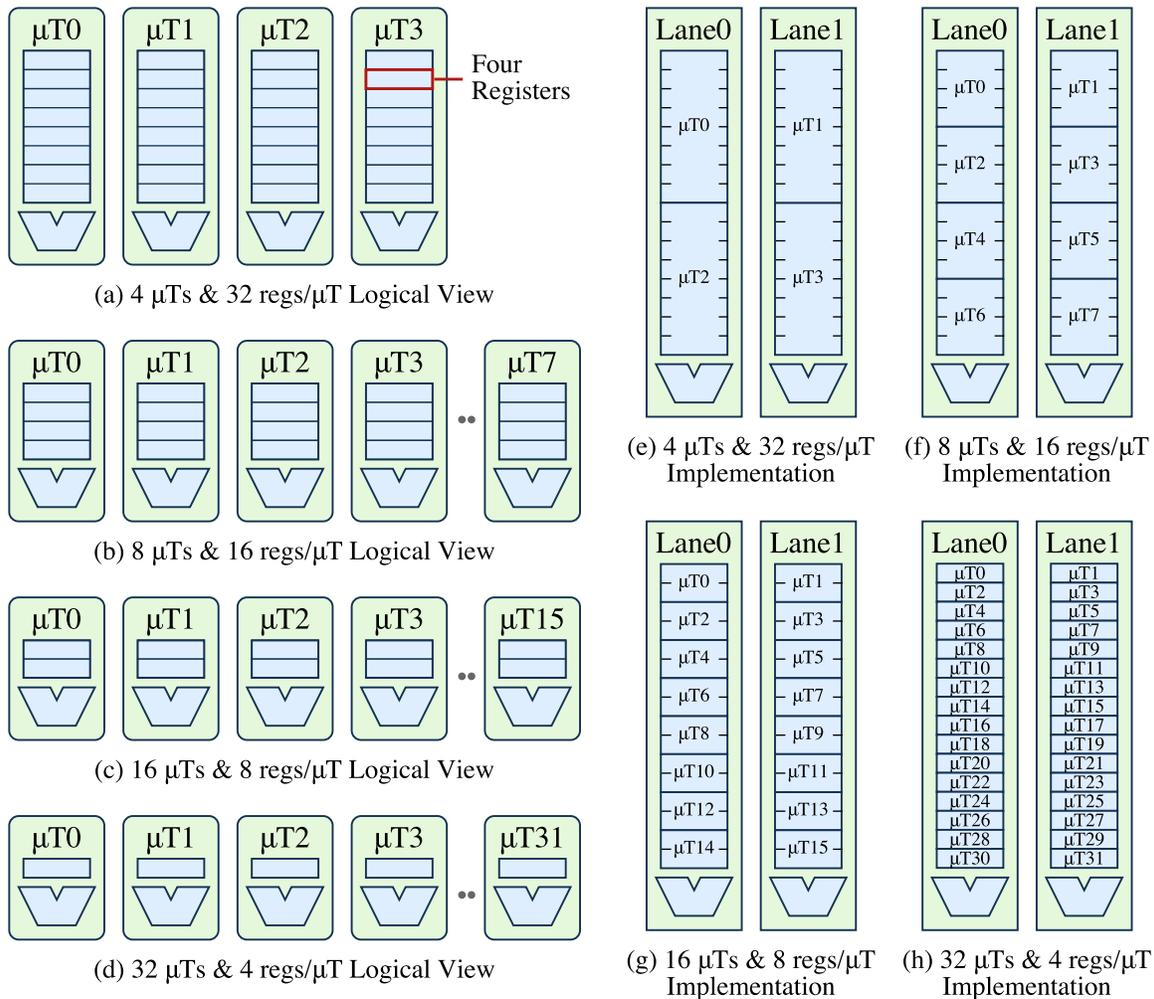 μT0 μT1 μT2 μT3
Four
Registers
(a) 4 μTs & 32 regs/μT Logical View
μT0 μT1 μT2 μT3 μT7
(b) 8 μTs & 16 regs/μT Logical View
μT0 μT1 μT2 μT3 μT15
(c) 16 μTs & 8 regs/μT Logical View
μT0 μT1 μT2 μT3 μT31
(d) 32 μTs & 4 regs/μT Logical View
Lane0 Lane1
μT0 μT1
μT2 μT3
(e) 4 μTs & 32 regs/μT
Implementation
Lane0 Lane1
μT0 μT1
μT2 μT3
μT4 μT5
μT6 μT7
(f) 8 μTs & 16 regs/μT
Implementation
Lane0 Lane1
μT0 μT1
μT2 μT3
μT4 μT5
μT6 μT7
μT8 μT9
μT10 μT11
μT12 μT13
μT14 μT15
(g) 16 μTs & 8 regs/μT
Implementation
Lane0 Lane1
μT0 μT1
μT2 μT3
μT4 μT5
μT6 μT7
μT8 μT9
μT10 μT11
μT12 μT13
μT14 μT15
μT16 μT17
μT18 μT19
μT20 μT21
μT22 μT23
μT24 μT25
μT26 μT27
μT28 μT29
μT30 μT31
(h) 32 μTs & 4 regs/μT
Implementation